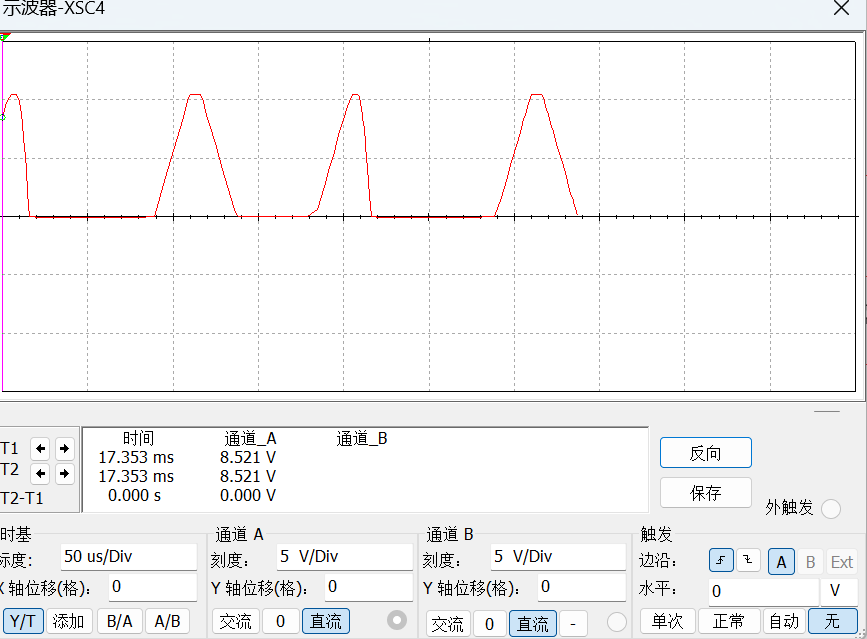 示波器-XSC4
时间 通道_A 通道_B
T1 17.353 ms 8.521 V
T2 17.353 ms 8.521 V
T2-T1 0.000 s 0.000 V
反向
保存
外触发
时基 通道 A 通道 B 触发
标度： 50 us/Div 刻度： 5 V/Div 刻度： 5 V/Div 边沿： A B Ext
X 轴位移(格)： 0 Y 轴位移(格)： 0 Y 轴位移(格)： 0 水平： 0 V
Y/T 添加 B/A A/B 交流 0 直流 交流 0 直流 - 单次 正常 自动 无